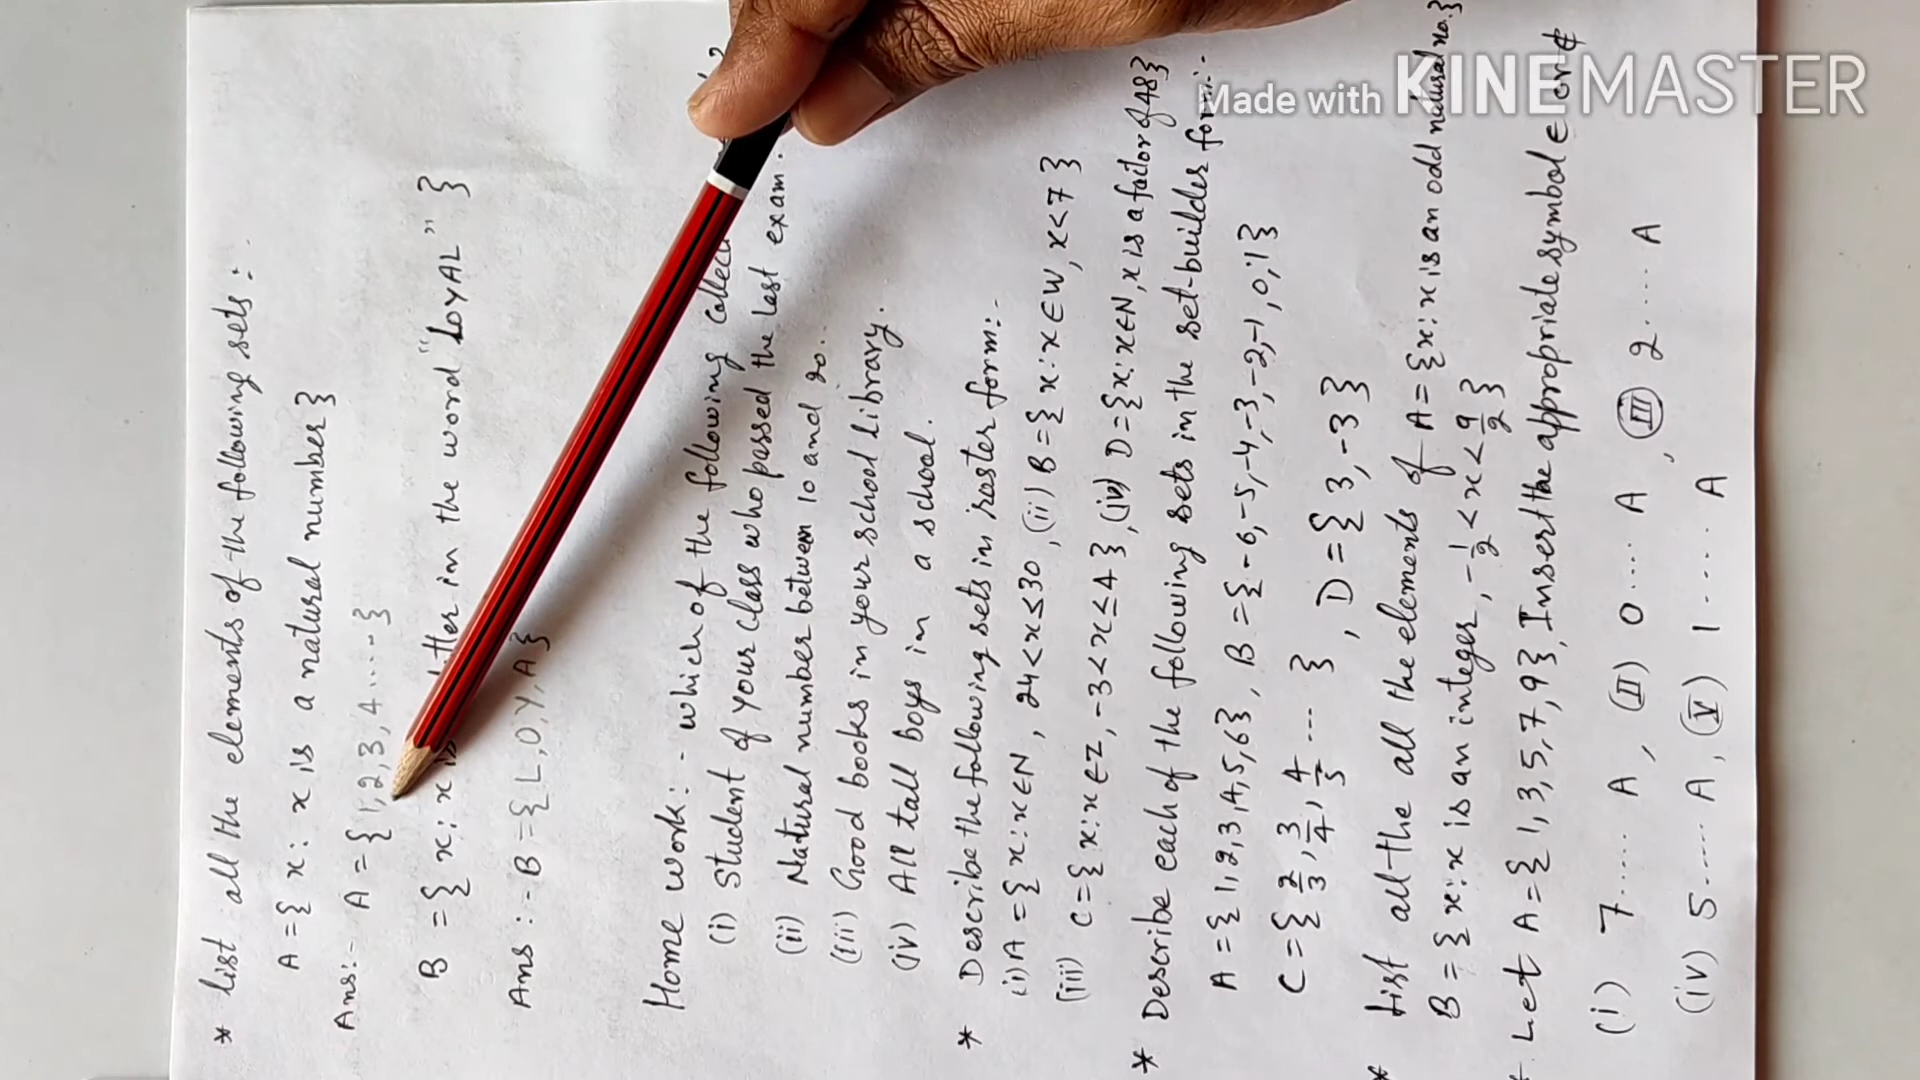 * List all the elements of the following sets:
A={x: x is a natural number}
Ans:- A={1,2,3,4....}
B={x: x is letter in the word "LOYAL"}
Ans:- B={L,O,Y,A}
Home work:- which of the following
(i) Student of your class who passed the last exam.
(ii) Natural number between 10 and 20.
(iii) Good books in your school library.
(iv) All tall boys in a school.
* Describe the following sets in roster form:-
(i) A={x:x∈N, 24<x≤30, (ii) B={x:x∈W, x<7}
(iii) C={x:x∈Z, -3<x≤4}, (iv) D={x:x∈N, x is a factor of 48}
* Describe each of the following sets in the set-builder form:-
A={1,2,3,4,5,6}, B={-6,-5,-4,-3,-2,-1,0,1}
C={2/3, 3/4, 4/5 ... }, D={3,-3}
* List all the all the elements of A={x:x is an odd natural no.}
B={x:x is an integer, -1/2<x<9/2}
* Let A={1,3,5,7,9}, Insert the appropriate symbol ∈ or ∉
(i) 7..... A, (II) 0.... A, (III) 2..... A
(iv) 5..... A, (V) 1..... A
Made with KINEMASTER